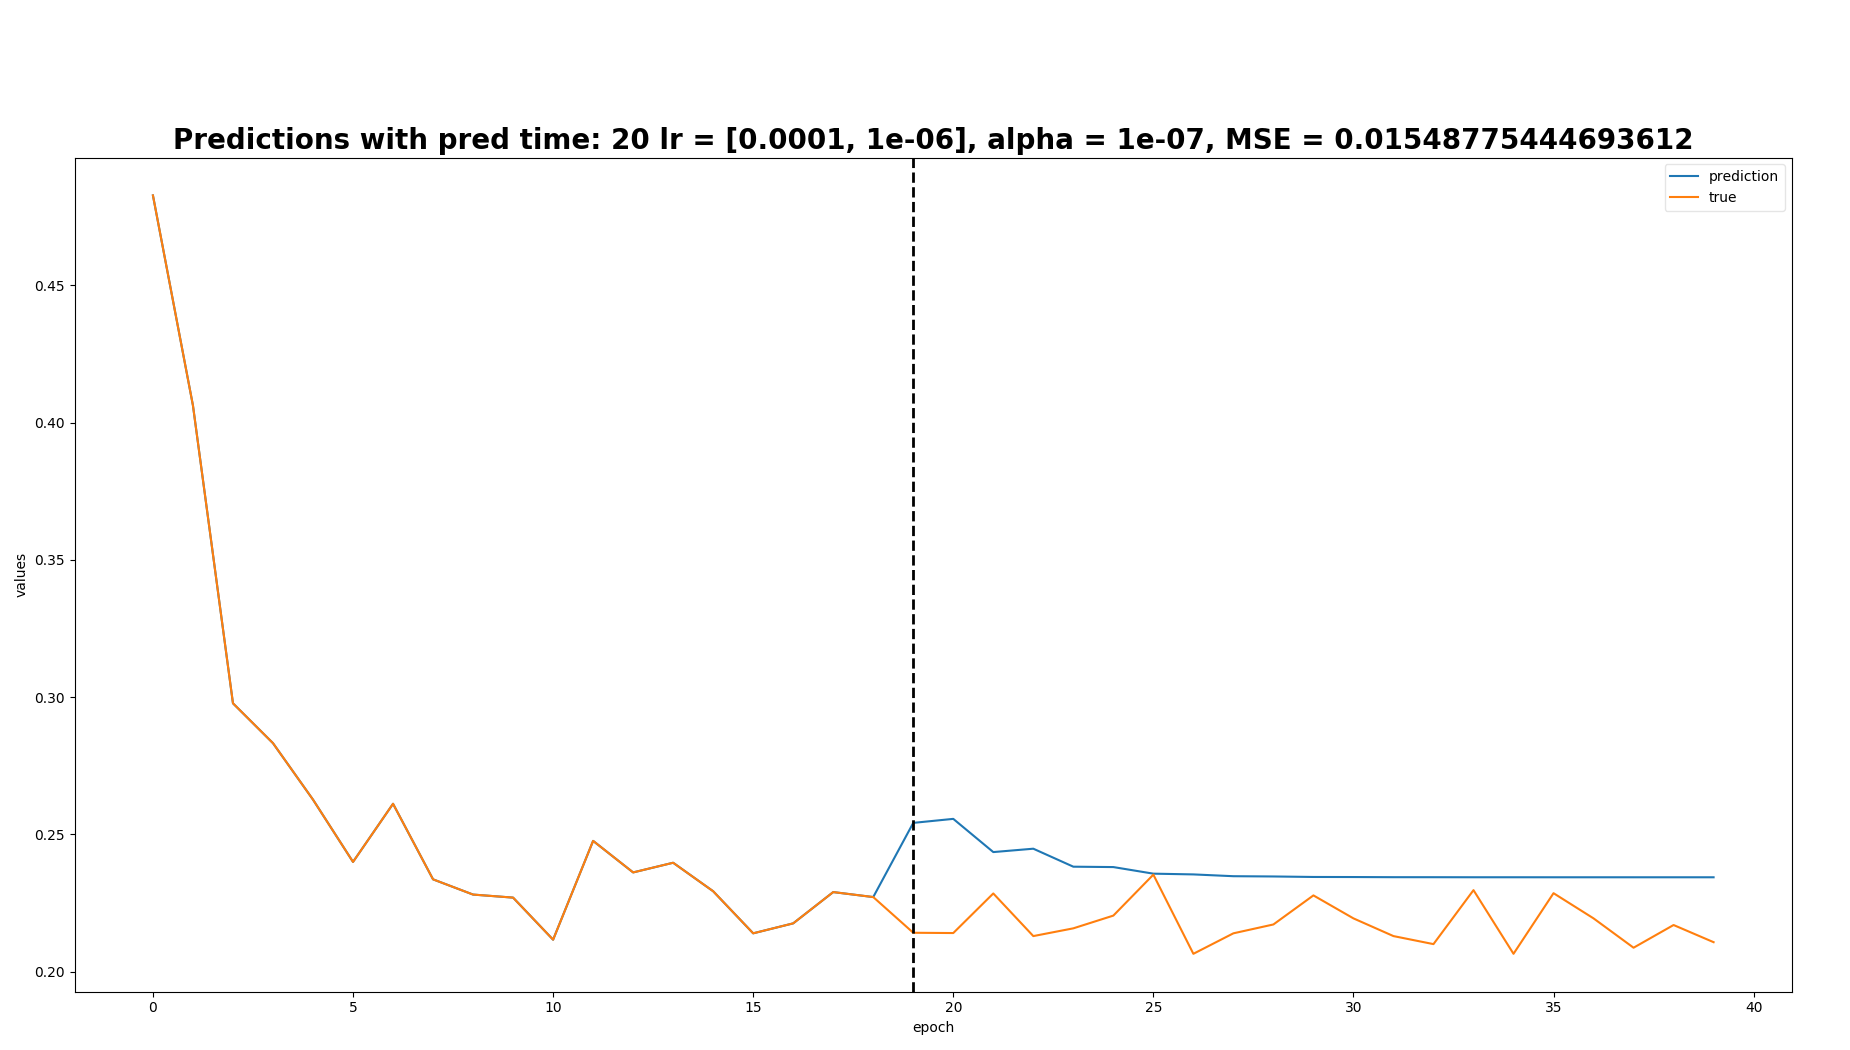 Predictions with pred time: 20 lr = [0.0001, 1e-06], alpha = 1e-07, MSE = 0.01548775444693612
prediction
true
0.45
0.40
0.35
0.30
0.25
0.20
values
0 5 10 15 20 25 30 35 40
epoch